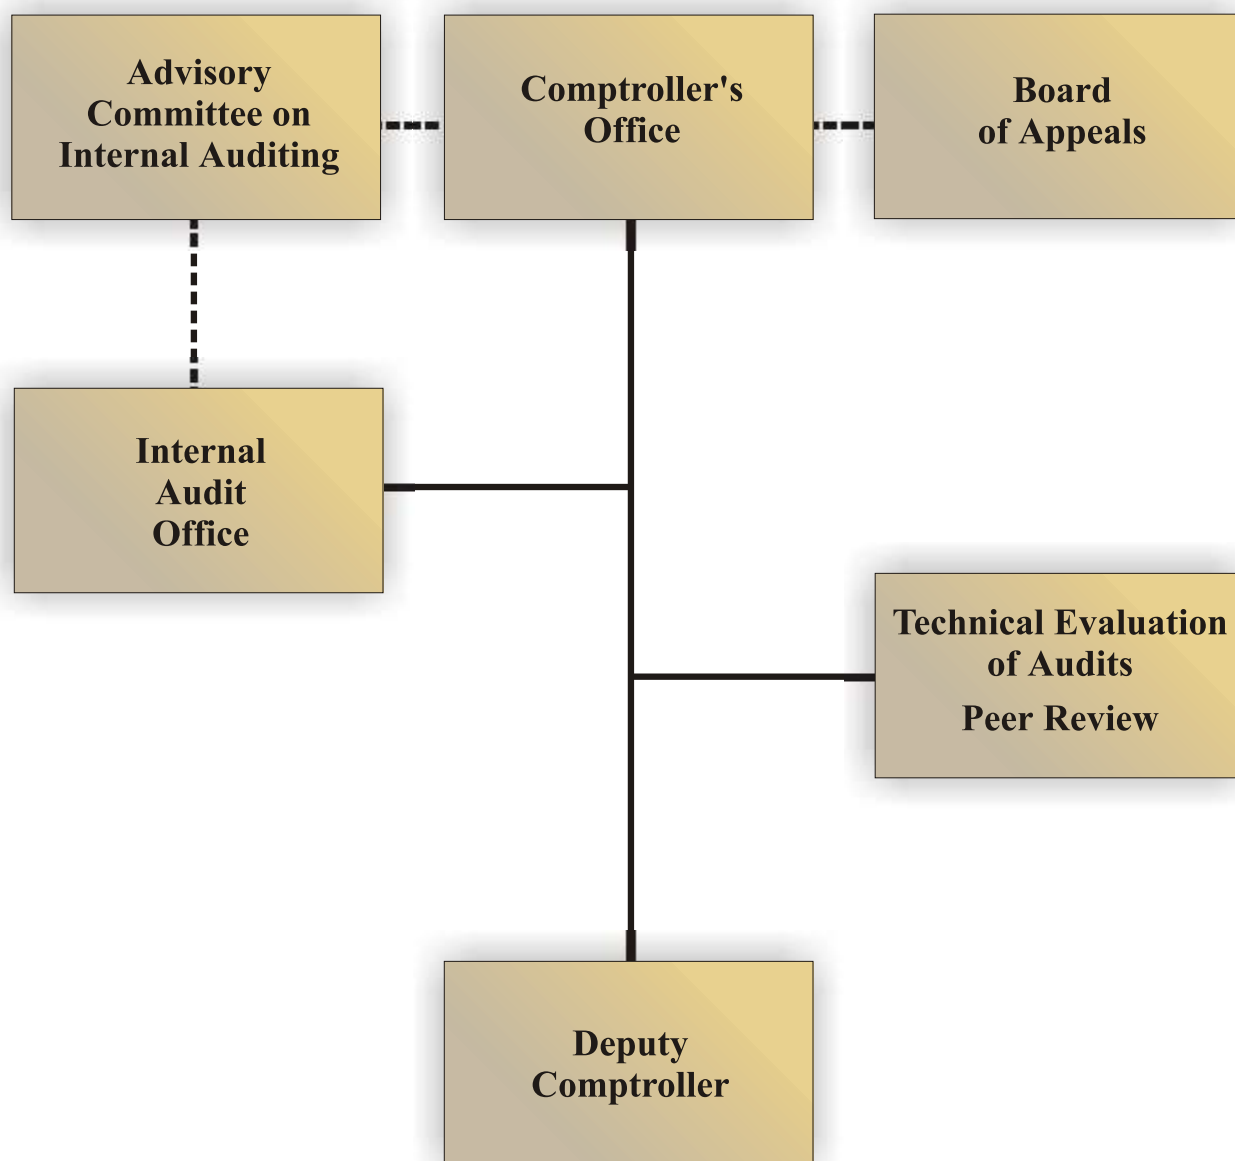 Advisory
Committee on
Internal Auditing
Comptroller's
Office
Board
of Appeals
Internal
Audit
Office
Technical Evaluation
of Audits
Peer Review
Deputy
Comptroller